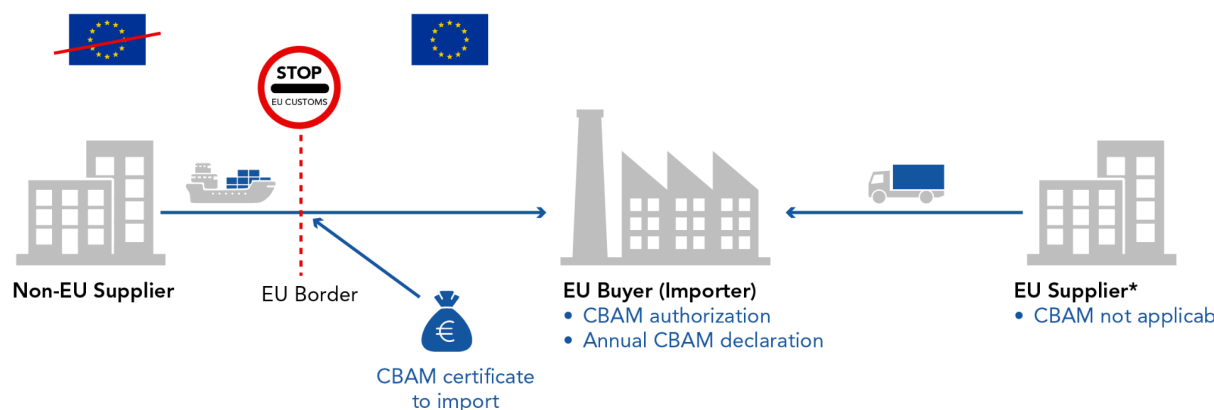 STOP
EU CUSTOMS
Non-EU Supplier
EU Border
€
CBAM certificate
to import
EU Buyer (Importer)
• CBAM authorization
• Annual CBAM declaration
EU Supplier*
• CBAM not applicab